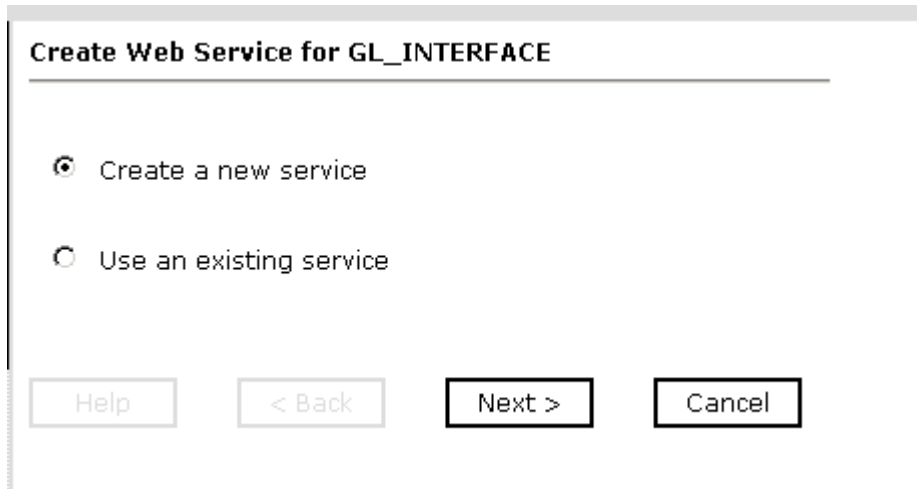 Create Web Service for GL_INTERFACE
Create a new service
Use an existing service
Help < Back Next > Cancel